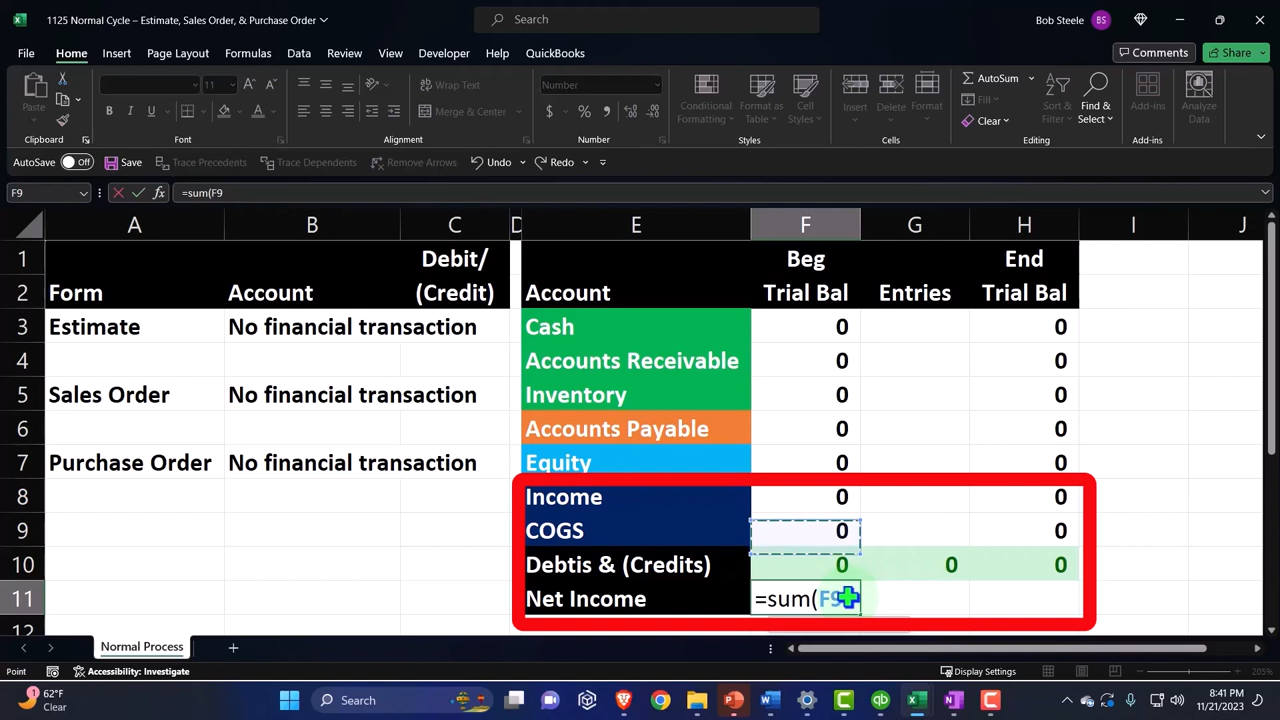 1125 Normal Cycle – Estimate, Sales Order, & Purchase Order
Search
Bob Steele BS
File Home Insert Page Layout Formulas Data Review View Developer Help QuickBooks Comments Share
Paste
Clipboard
11
B I U
Font
Wrap Text
Merge & Center
Alignment
Number
Number
Conditional Formatting
Format as Table
Cell Styles
Styles
Insert Delete Format
Cells
AutoSum
Fill
Clear
Sort & Filter
Find & Select
Editing
Add-ins
Add-ins
Analyze Data
AutoSave Off Save Trace Precedents Trace Dependents Remove Arrows Undo Redo
F9 =sum(F9
A B C D E F G H I J
1 Debit/ Beg End
2 Form Account (Credit) Account Trial Bal Entries Trial Bal
3 Estimate No financial transaction Cash 0 0
4 Accounts Receivable 0 0
5 Sales Order No financial transaction Inventory 0 0
6 Accounts Payable 0 0
7 Purchase Order No financial transaction Equity 0 0
8 Income 0 0
9 COGS 0 0
10 Debtis & (Credits) 0 0 0
11 Net Income =sum(F9
12
Normal Process
Point Accessibility: Investigate Display Settings 205%
1 62°F
Clear
Search
8:41 PM
11/21/2023